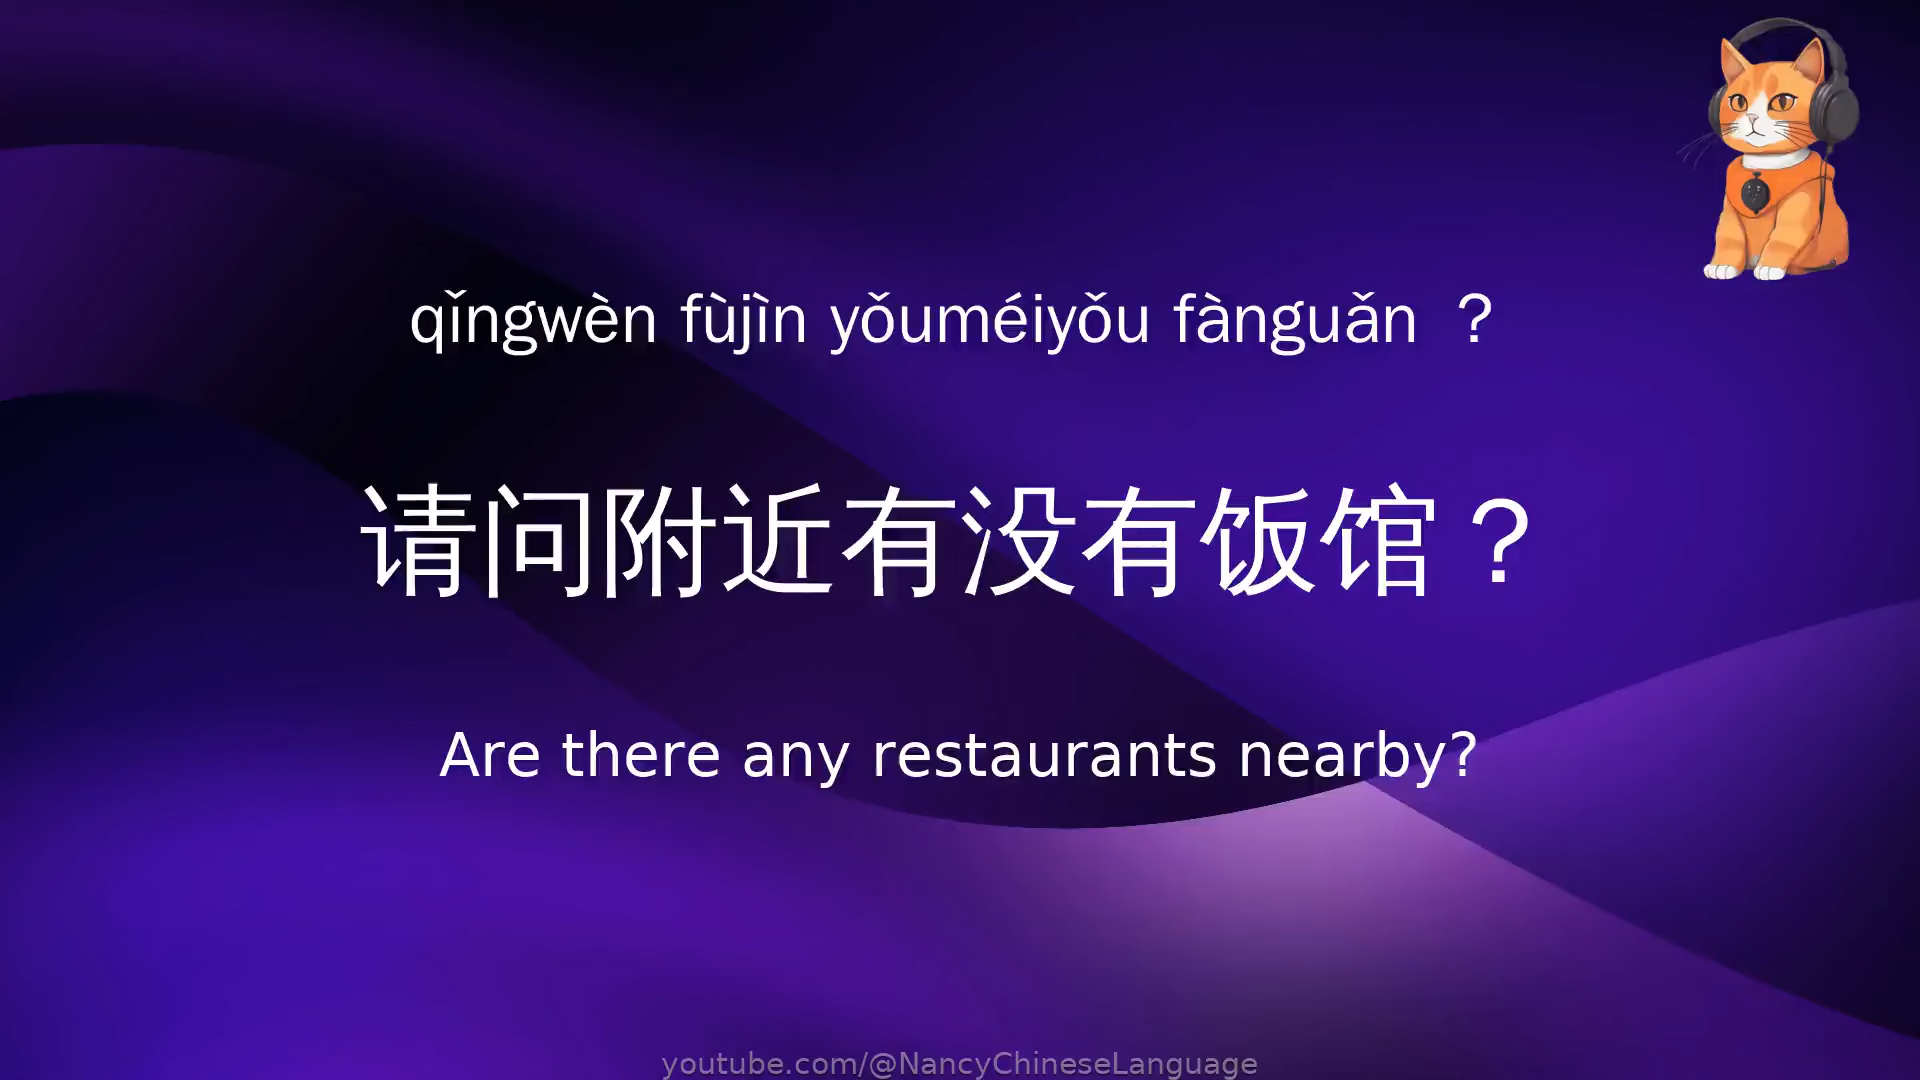 qǐngwèn fùjìn yǒuméiyǒu fànguǎn ？
请问附近有没有饭馆？
Are there any restaurants nearby?
youtube.com/@NancyChineseLanguage